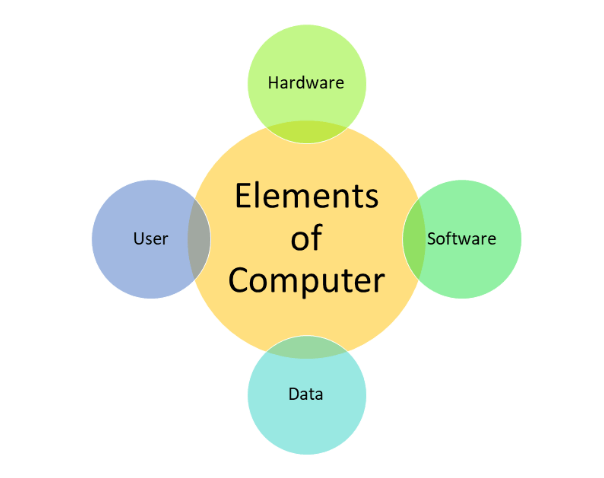 Hardware
Elements
of
Computer
User
Software
Data